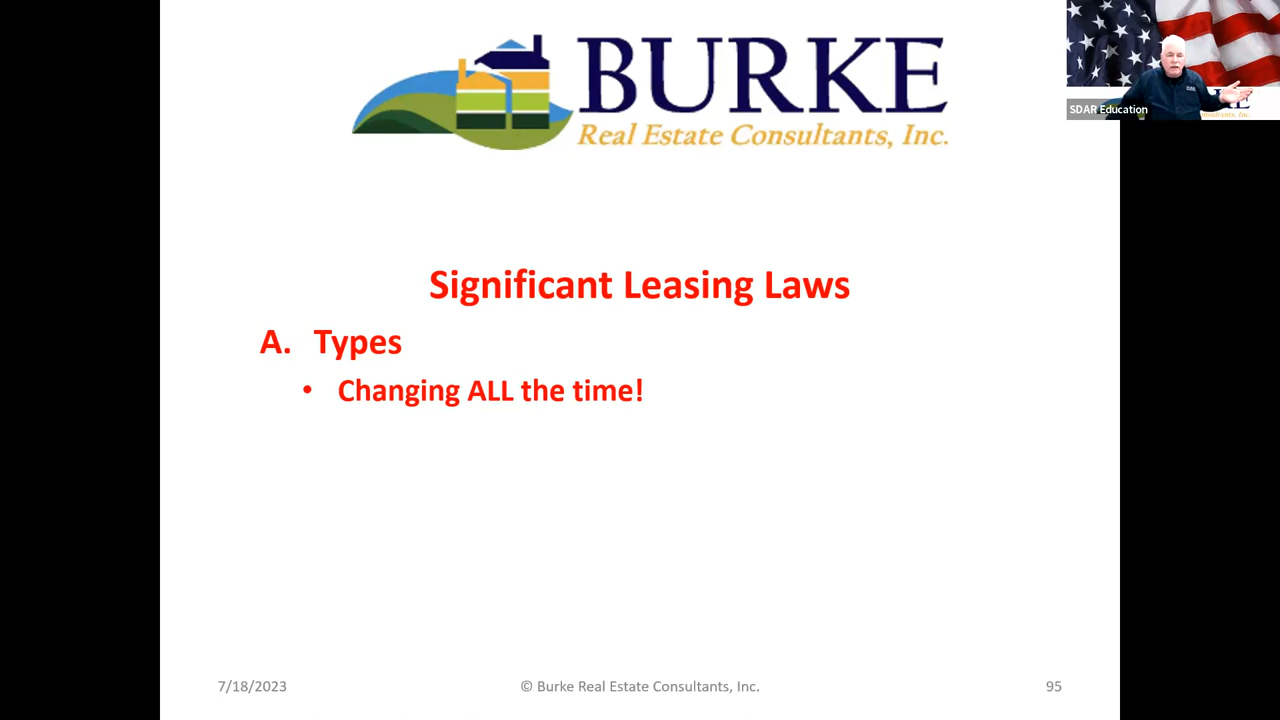 BURKE
Real Estate Consultants, Inc.
SDAR Education
Significant Leasing Laws
A. Types
• Changing ALL the time!
7/18/2023
© Burke Real Estate Consultants, Inc.
95